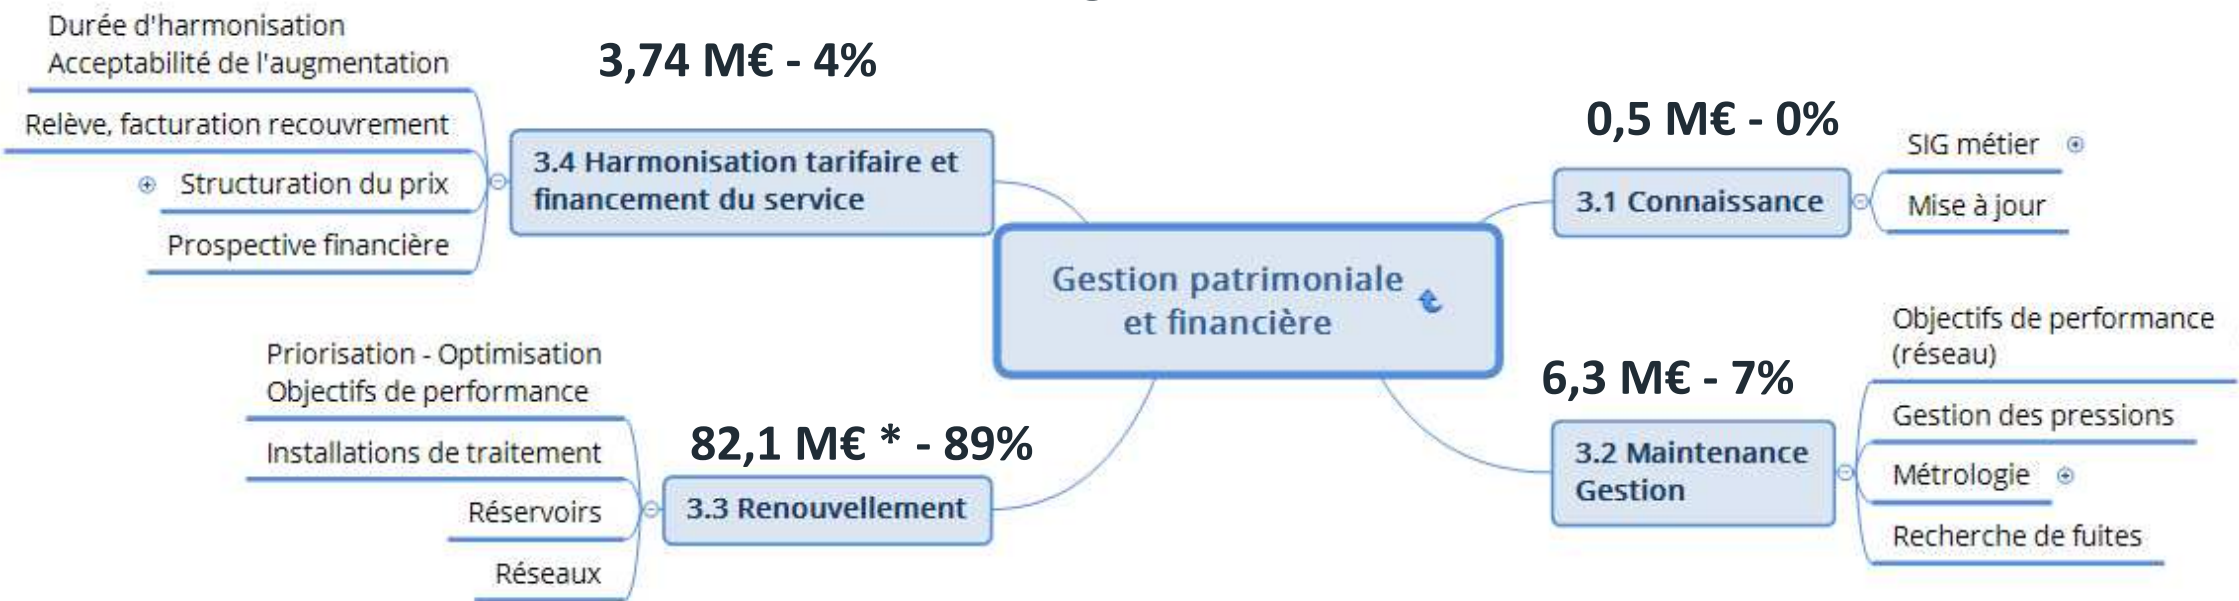 Durée d'harmonisation
Acceptabilité de l'augmentation
Relève, facturation recouvrement
Structuration du prix
Prospective financière
3,74 M€ - 4%
3.4 Harmonisation tarifaire et
financement du service
Gestion patrimoniale
et financière
0,5 M€ - 0%
3.1 Connaissance
SIG métier
Mise à jour
6,3 M€ - 7%
3.2 Maintenance
Gestion
Objectifs de performance
(réseau)
Gestion des pressions
Métrologie
Recherche de fuites
Priorisation - Optimisation
Objectifs de performance
Installations de traitement
Réservoirs
Réseaux
82,1 M€ * - 89%
3.3 Renouvellement